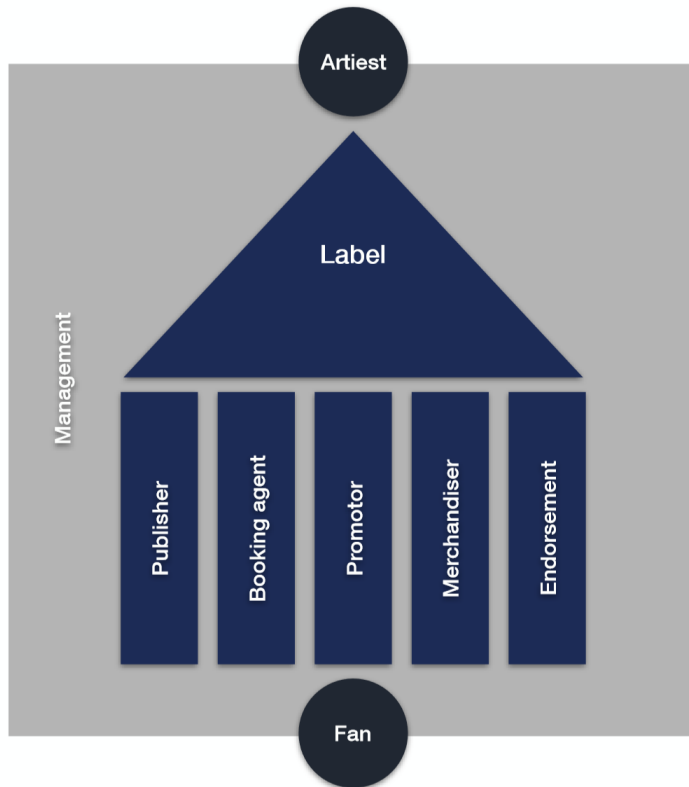 Artiest
Label
Management
Publisher
Booking agent
Promotor
Merchandiser
Endorsement
Fan